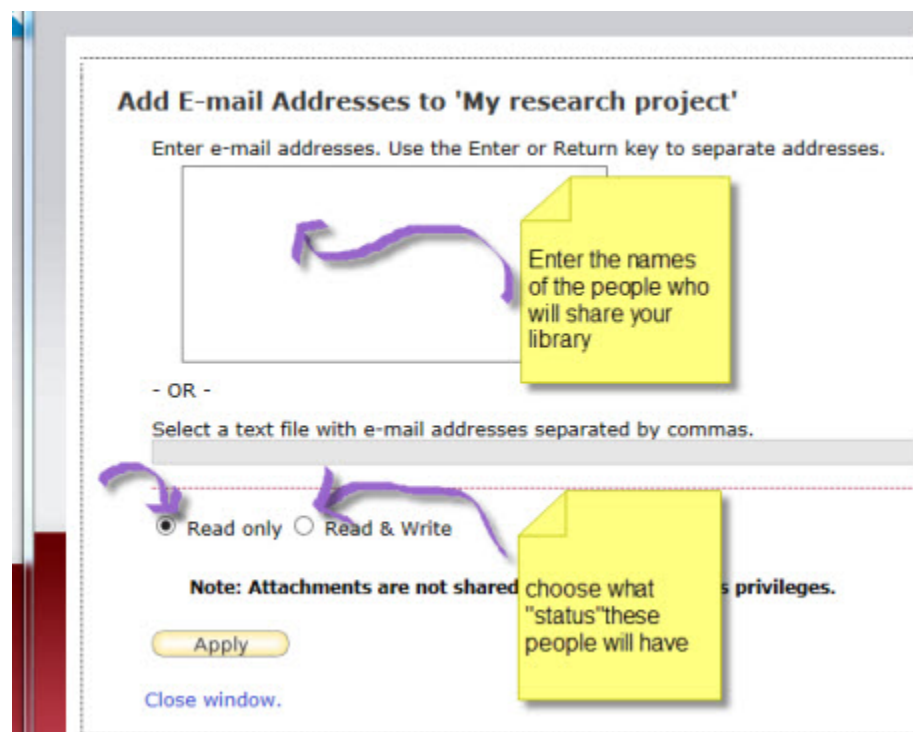 Add E-mail Addresses to 'My research project'
Enter e-mail addresses. Use the Enter or Return key to separate addresses.
Enter the names
of the people who
will share your
library
- OR -
Select a text file with e-mail addresses separated by commas.
Read only Read & Write
Note: Attachments are not shared privileges.
choose what
"status"these
people will have
Apply
Close window.